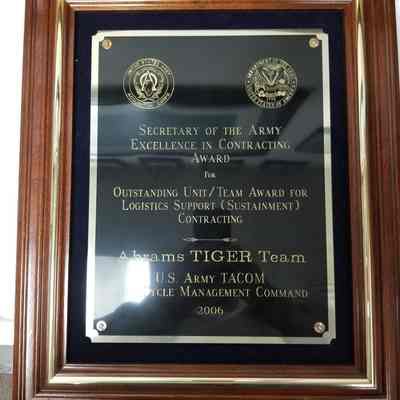 SECRETARY OF THE ARMY
EXCELLENCE IN CONTRACTING
AWARD
FOR
OUTSTANDING UNIT/TEAM AWARD FOR
LOGISTICS SUPPORT (SUSTAINMENT)
CONTRACTING
Abrams TIGER Team
U.S. ARMY TACOM
CYCLE MANAGEMENT COMMAND
2006